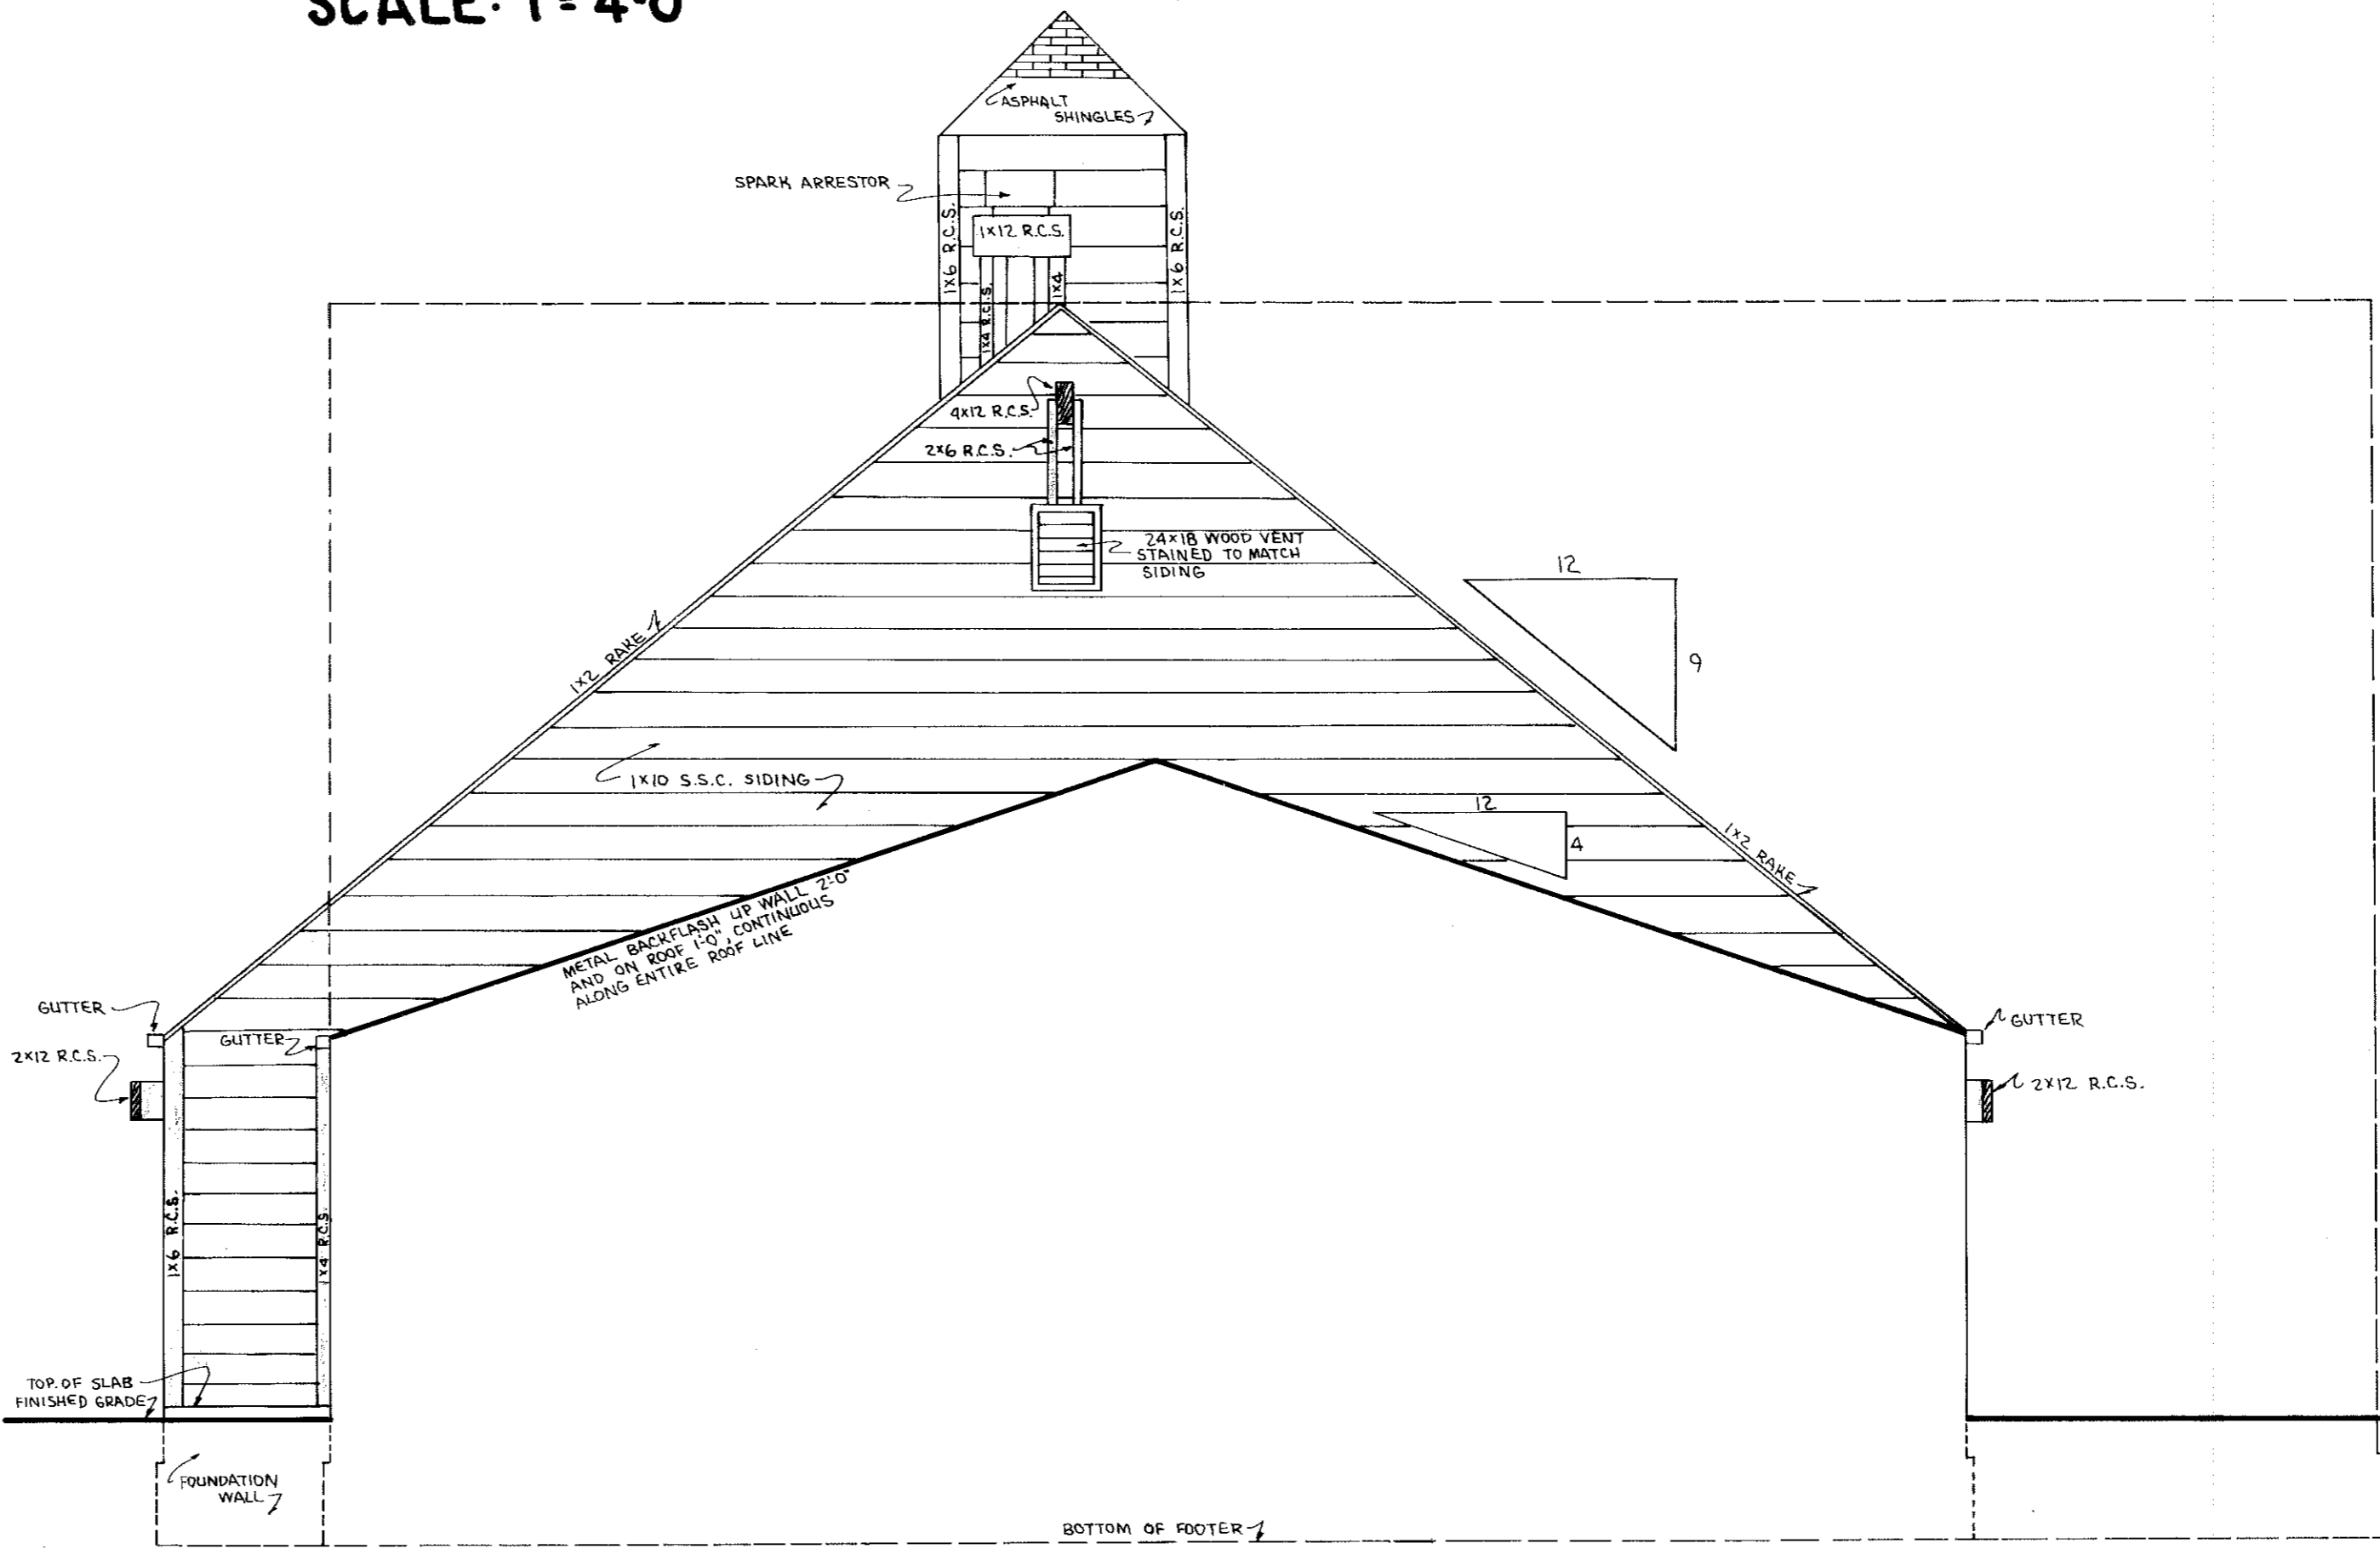 SCALE: 1"=4'-0"
ASPHALT
SHINGLES
SPARK ARRESTOR
1X12 R.C.S.
1X6 R.C.S.
1X6 R.C.S.
1X4 R.C.S.
1X4
4X12 R.C.S.
2X6 R.C.S.
24X18 WOOD VENT
STAINED TO MATCH
SIDING
12
9
1X2 RAKE
1X10 S.S.C. SIDING
12
4
1X2 RAKE
METAL BACKFLASH UP WALL 2'-0"
AND ON ROOF 1'-0", CONTINUOUS
ALONG ENTIRE ROOF LINE
GUTTER
GUTTER
GUTTER
2X12 R.C.S.
2X12 R.C.S.
1X6 R.C.S.
1X4 R.C.S.
TOP OF SLAB
FINISHED GRADE
FOUNDATION
WALL
BOTTOM OF FOOTER